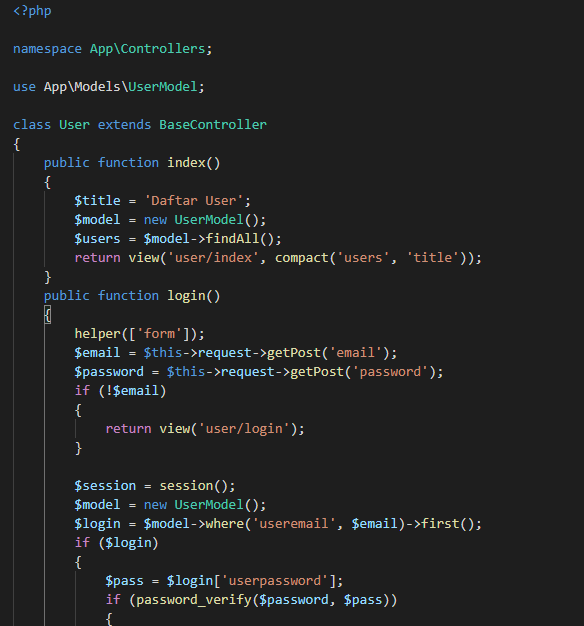 <?php
namespace App\Controllers;
use App\Models\UserModel;
class User extends BaseController
{
public function index()
{
$title = 'Daftar User';
$model = new UserModel();
$users = $model->findAll();
return view('user/index', compact('users', 'title'));
}
public function login()
{
helper(['form']);
$email = $this->request->getPost('email');
$password = $this->request->getPost('password');
if (!$email)
{
return view('user/login');
}
$session = session();
$model = new UserModel();
$login = $model->where('useremail', $email)->first();
if ($login)
{
$pass = $login['userpassword'];
if (password_verify($password, $pass))
{